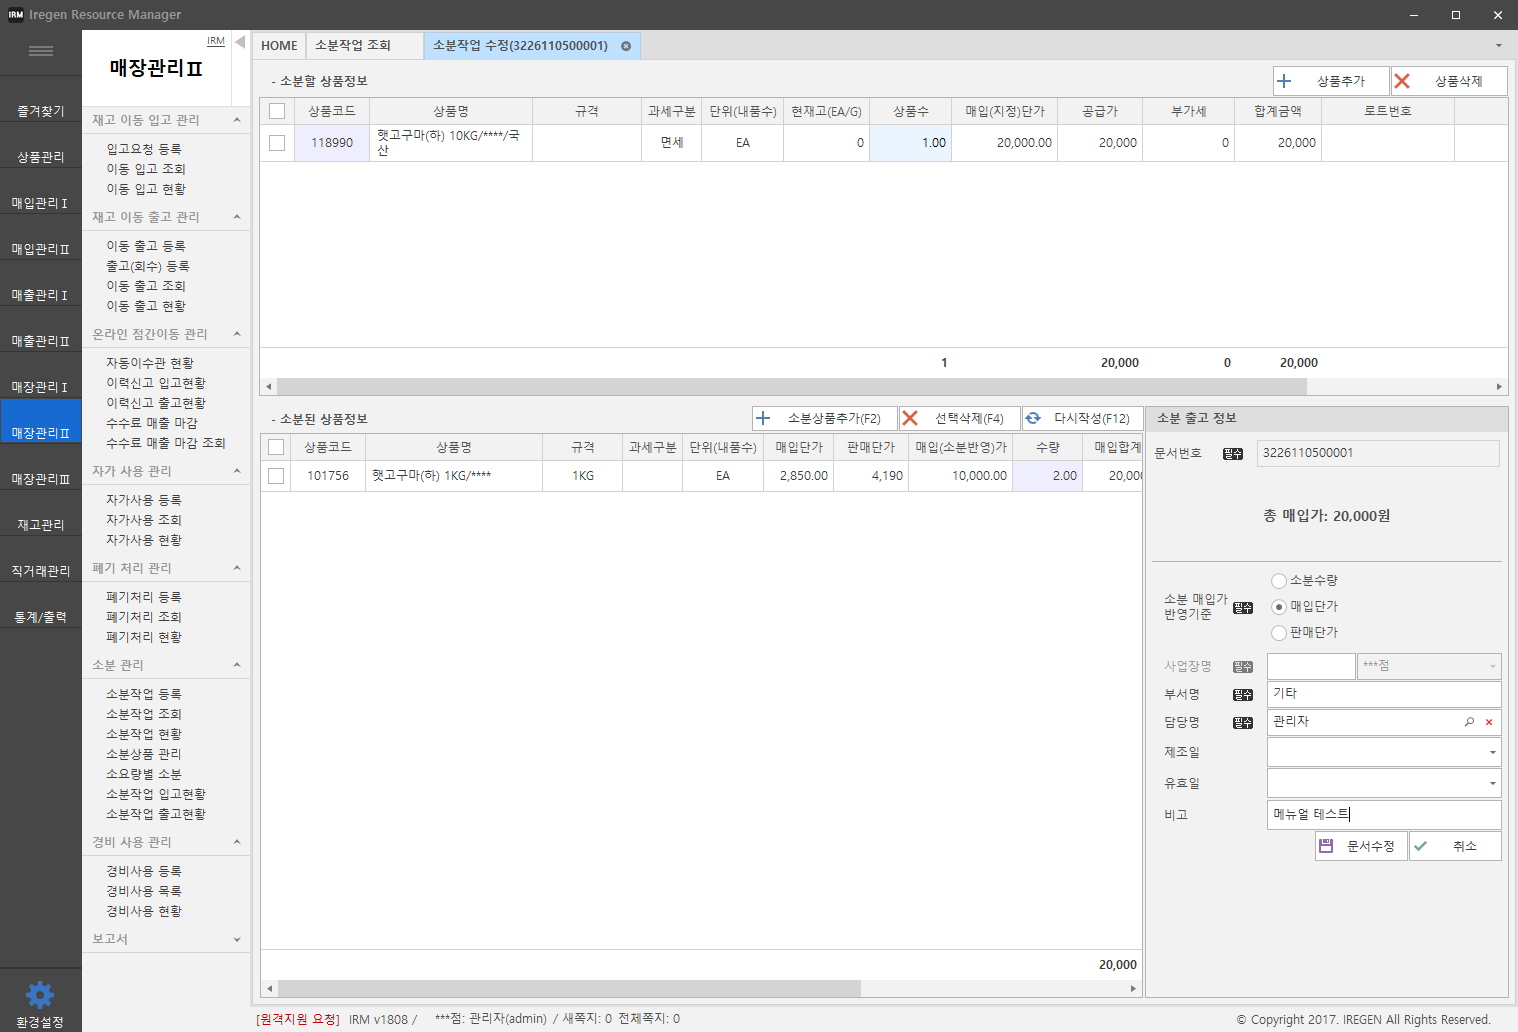 IRM Iregen Resource Manager
즐겨찾기
상품관리
매입관리Ⅰ
매입관리Ⅱ
매출관리Ⅰ
매출관리Ⅱ
매장관리Ⅰ
매장관리Ⅱ
매장관리Ⅲ
재고관리
직거래관리
통계/출력
환경설정
IRM
매장관리Ⅱ
재고 이동 입고 관리
입고요청 등록
이동 입고 조회
이동 입고 현황
재고 이동 출고 관리
이동 출고 등록
출고(회수) 등록
이동 출고 조회
이동 출고 현황
온라인 점간이동 관리
자동이수관 현황
이력신고 입고현황
이력신고 출고현황
수수료 매출 마감
수수료 매출 마감 조회
자가 사용 관리
자가사용 등록
자가사용 조회
자가사용 현황
폐기 처리 관리
폐기처리 등록
폐기처리 조회
폐기처리 현황
소분 관리
소분작업 등록
소분작업 조회
소분작업 현황
소분상품 관리
소요량별 소분
소분작업 입고현황
소분작업 출고현황
경비 사용 관리
경비사용 등록
경비사용 목록
경비사용 현황
보고서
HOME 소분작업 조회 소분작업 수정(3226110500001)
- 소분할 상품정보 상품추가 상품삭제
상품코드 상품명 규격 과세구분 단위(내품수) 현재고(EA/G) 상품수 매입(지정)단가 공급가 부가세 합계금액 로트번호
118990 햇고구마(하) 10KG/****/국산 면세 EA 0 1.00 20,000.00 20,000 0 20,000
1 20,000 0 20,000
- 소분된 상품정보 소분상품추가(F2) 선택삭제(F4) 다시작성(F12)
상품코드 상품명 규격 과세구분 단위(내품수) 매입단가 판매단가 매입(소분반영)가 수량 매입합계
101756 햇고구마(하) 1KG/**** 1KG EA 2,850.00 4,190 10,000.00 2.00 20,000
20,000
소분 출고 정보
문서번호 필수 3226110500001
총 매입가: 20,000원
소분 매입가 반영기준 필수
소분수량
매입단가
판매단가
사업장명 필수 ***점
부서명 필수 기타
담당명 필수 관리자
제조일
유효일
비고 메뉴얼 테스트
문서수정 취소
[원격지원 요청] IRM v1808 / ***점: 관리자(admin) / 새쪽지: 0 전체쪽지: 0
© Copyright 2017. IREGEN All Rights Reserved.